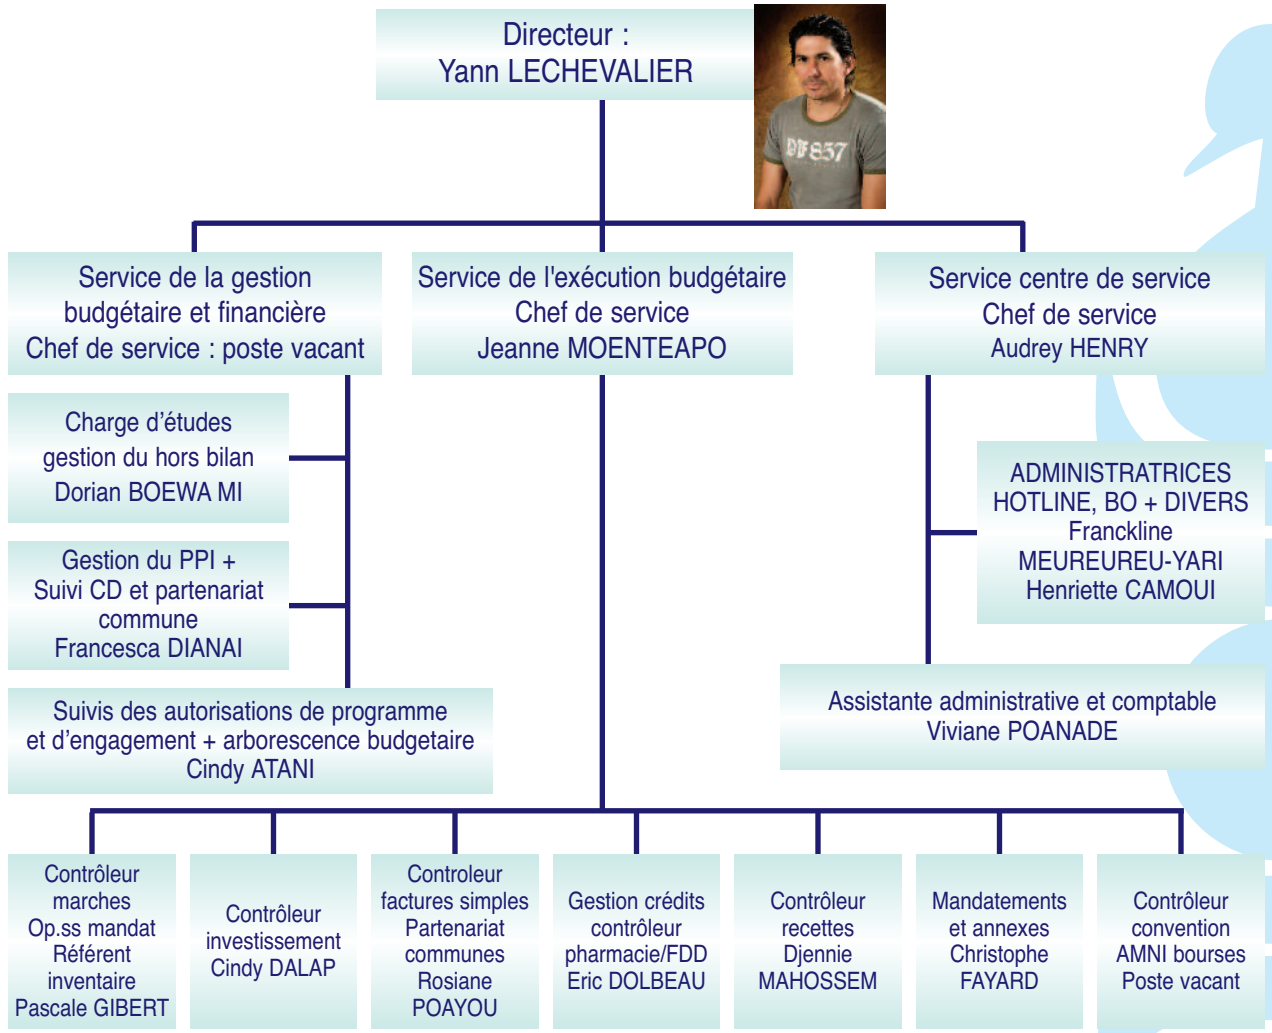 Directeur :
Yann LECHEVALIER
Service de la gestion
budgétaire et financière
Chef de service : poste vacant
Service de l'exécution budgétaire
Chef de service
Jeanne MOENTEAPO
Service centre de service
Chef de service
Audrey HENRY
Charge d'études
gestion du hors bilan
Dorian BOEWA MI
Gestion du PPI +
Suivi CD et partenariat
commune
Francesca DIANAI
Suivis des autorisations de programme
et d'engagement + arborescence budgetaire
Cindy ATANI
ADMINISTRATRICES
HOTLINE, BO + DIVERS
Franckline
MEUREUREU-YARI
Henriette CAMOUI
Assistante administrative et comptable
Viviane POANADE
Contrôleur
marches
Op.ss mandat
Référent
inventaire
Pascale GIBERT
Contrôleur
investissement
Cindy DALAP
Controleur
factures simples
Partenariat
communes
Rosiane
POAYOU
Gestion crédits
contrôleur
pharmacie/FDD
Eric DOLBEAU
Contrôleur
recettes
Djennie
MAHOSSEM
Mandatements
et annexes
Christophe
FAYARD
Contrôleur
convention
AMNI bourses
Poste vacant